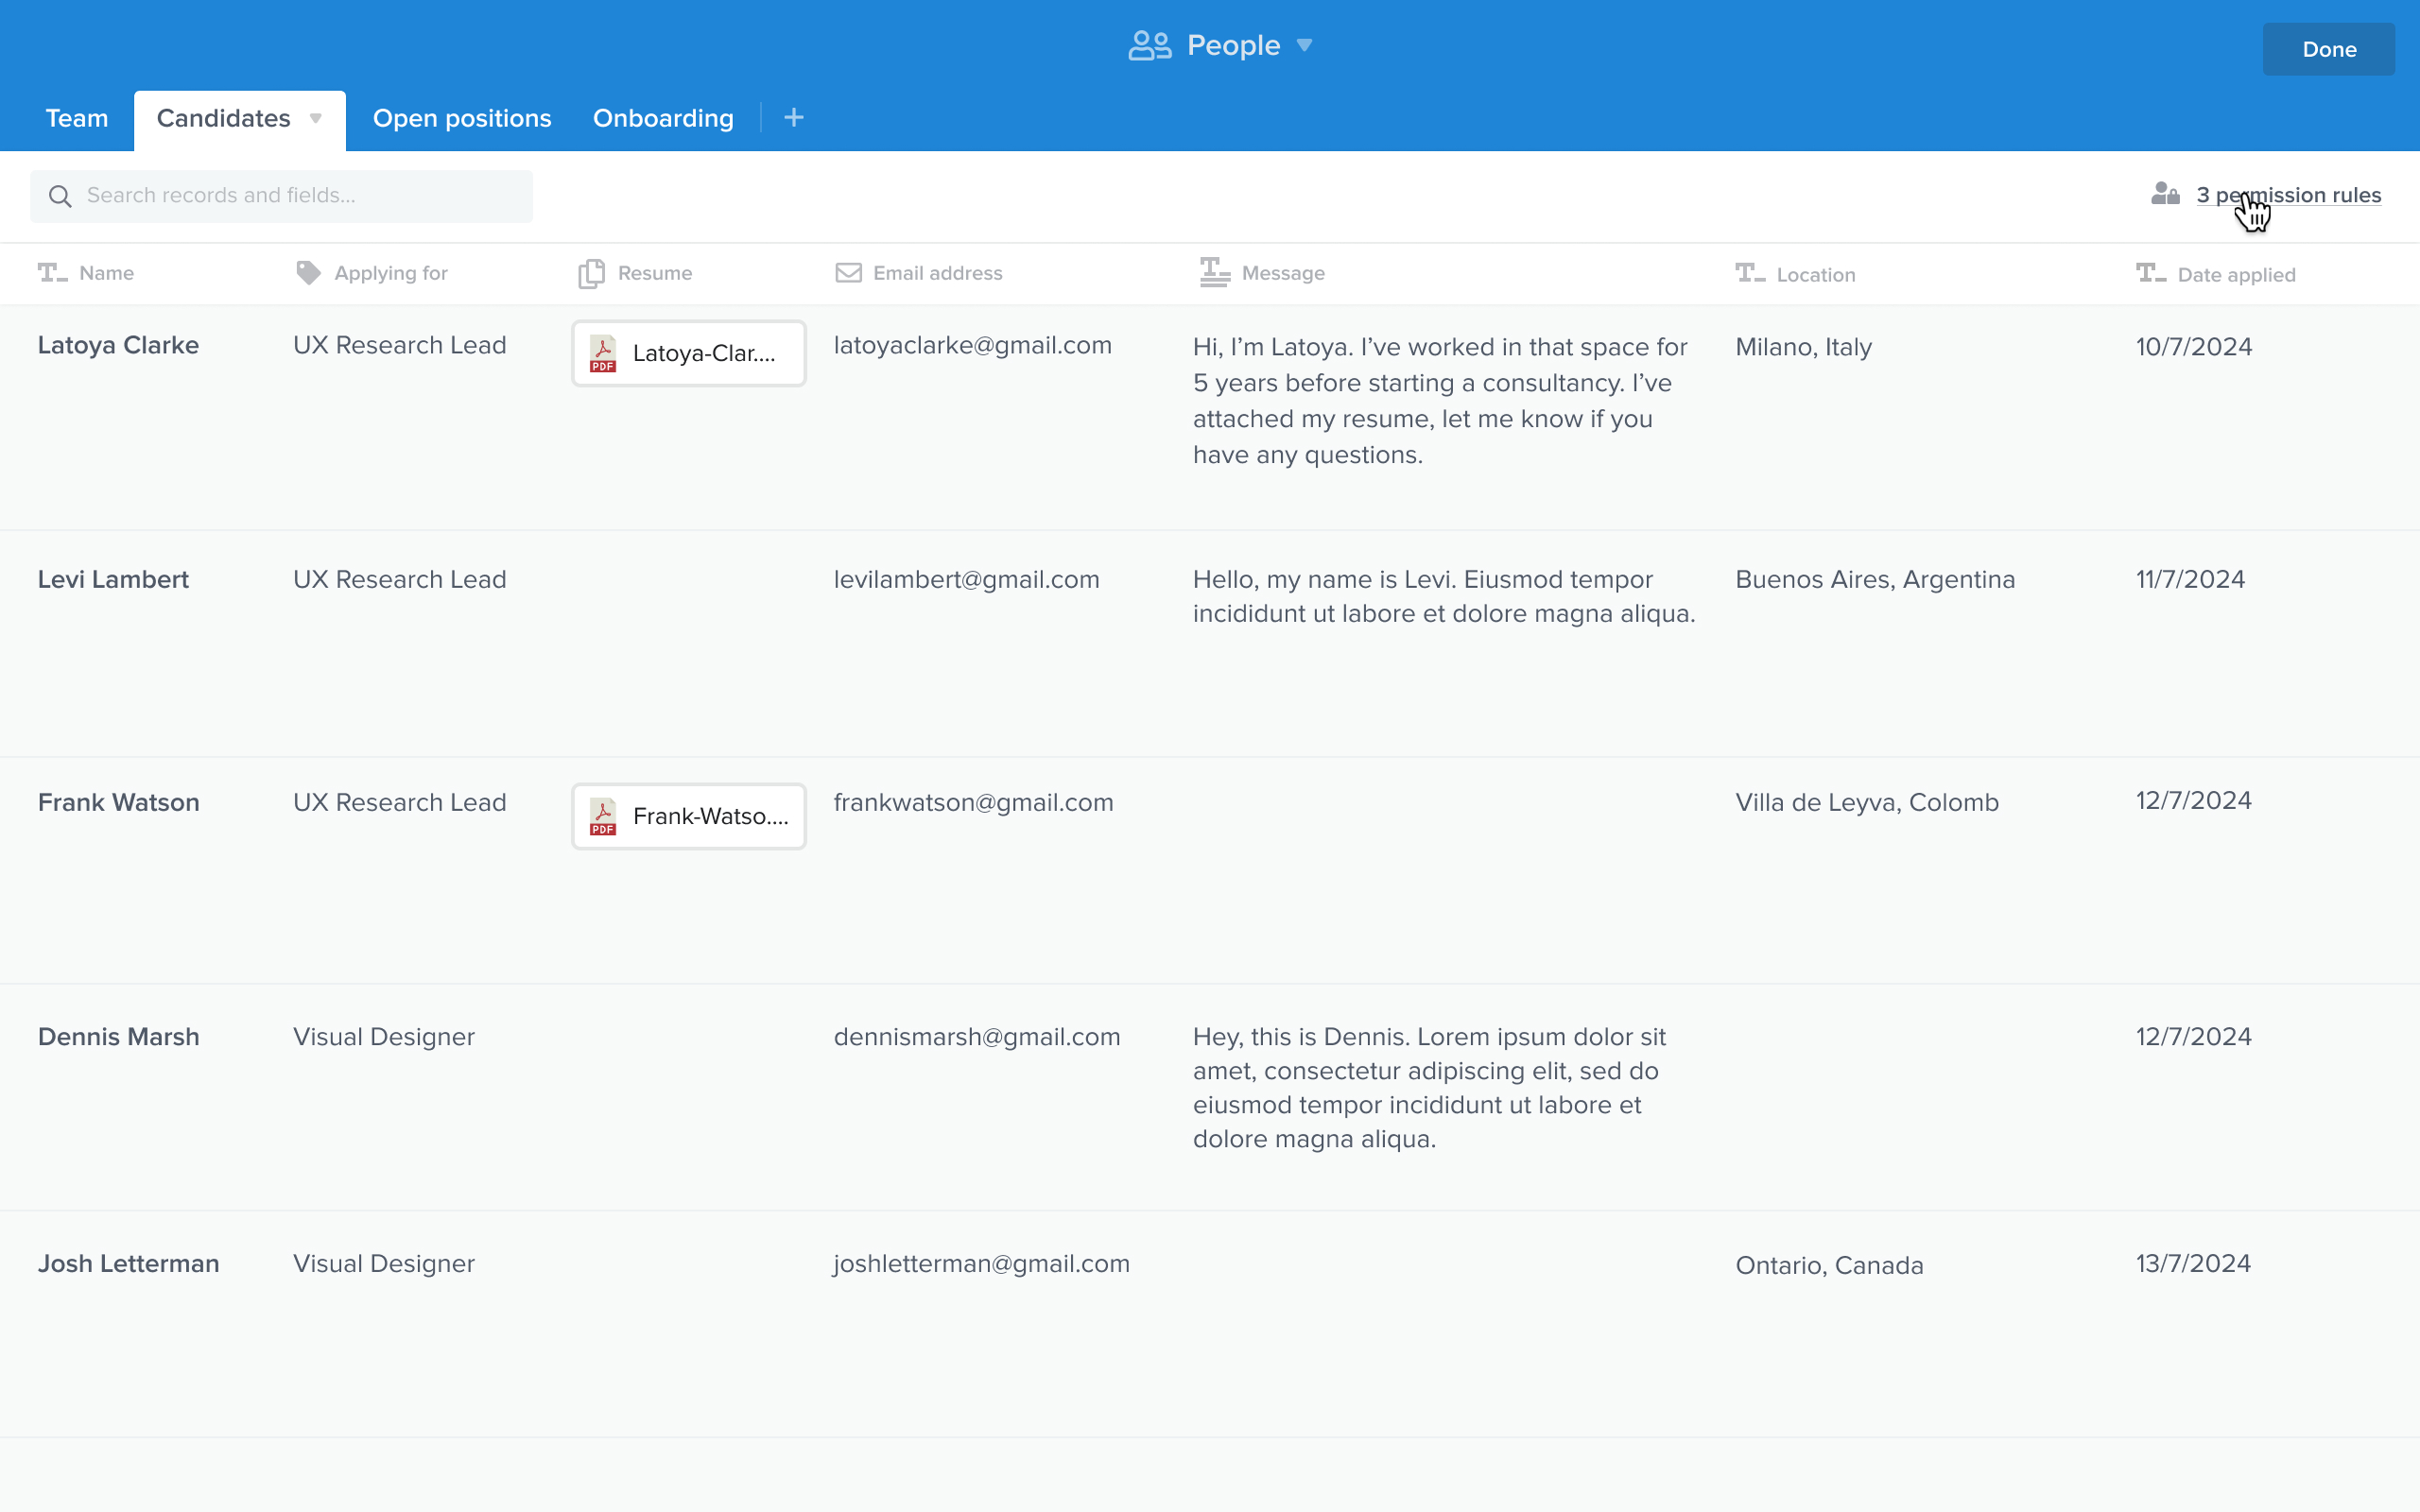 People
Done
Team
Candidates
Open positions
Onboarding
+
Search records and fields...
3 permission rules
Name
Applying for
Resume
Email address
Message
Location
Date applied
Latoya Clarke
UX Research Lead
PDF
Latoya-Clar....
latoyaclarke@gmail.com
Hi, I’m Latoya. I’ve worked in that space for
5 years before starting a consultancy. I’ve
attached my resume, let me know if you
have any questions.
Milano, Italy
10/7/2024
Levi Lambert
UX Research Lead
levilambert@gmail.com
Hello, my name is Levi. Eiusmod tempor
incididunt ut labore et dolore magna aliqua.
Buenos Aires, Argentina
11/7/2024
Frank Watson
UX Research Lead
PDF
Frank-Watso....
frankwatson@gmail.com
Villa de Leyva, Colomb
12/7/2024
Dennis Marsh
Visual Designer
dennismarsh@gmail.com
Hey, this is Dennis. Lorem ipsum dolor sit
amet, consectetur adipiscing elit, sed do
eiusmod tempor incididunt ut labore et
dolore magna aliqua.
12/7/2024
Josh Letterman
Visual Designer
joshletterman@gmail.com
Ontario, Canada
13/7/2024